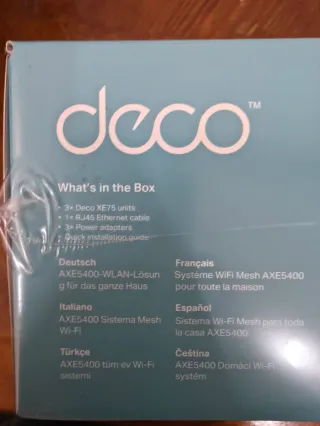 deco™
What's in the Box
• 3× Deco XE75 units
• 1× RJ45 Ethernet cable
• 3× Power adapters
• Quick installation guide
Deutsch
AXE5400-WLAN-Lösun
g für das ganze Haus
Français
Système WiFi Mesh AXE5400
pour toute la maison
Italiano
AXE5400 Sistema Mesh
Wi-Fi
Español
Sistema Wi-Fi Mesh para toda
la casa AXE5400
Türkçe
AXE5400 tüm ev Wi-Fi
sistemi
Čeština
AXE5400 Domácí Wi-Fi
systém